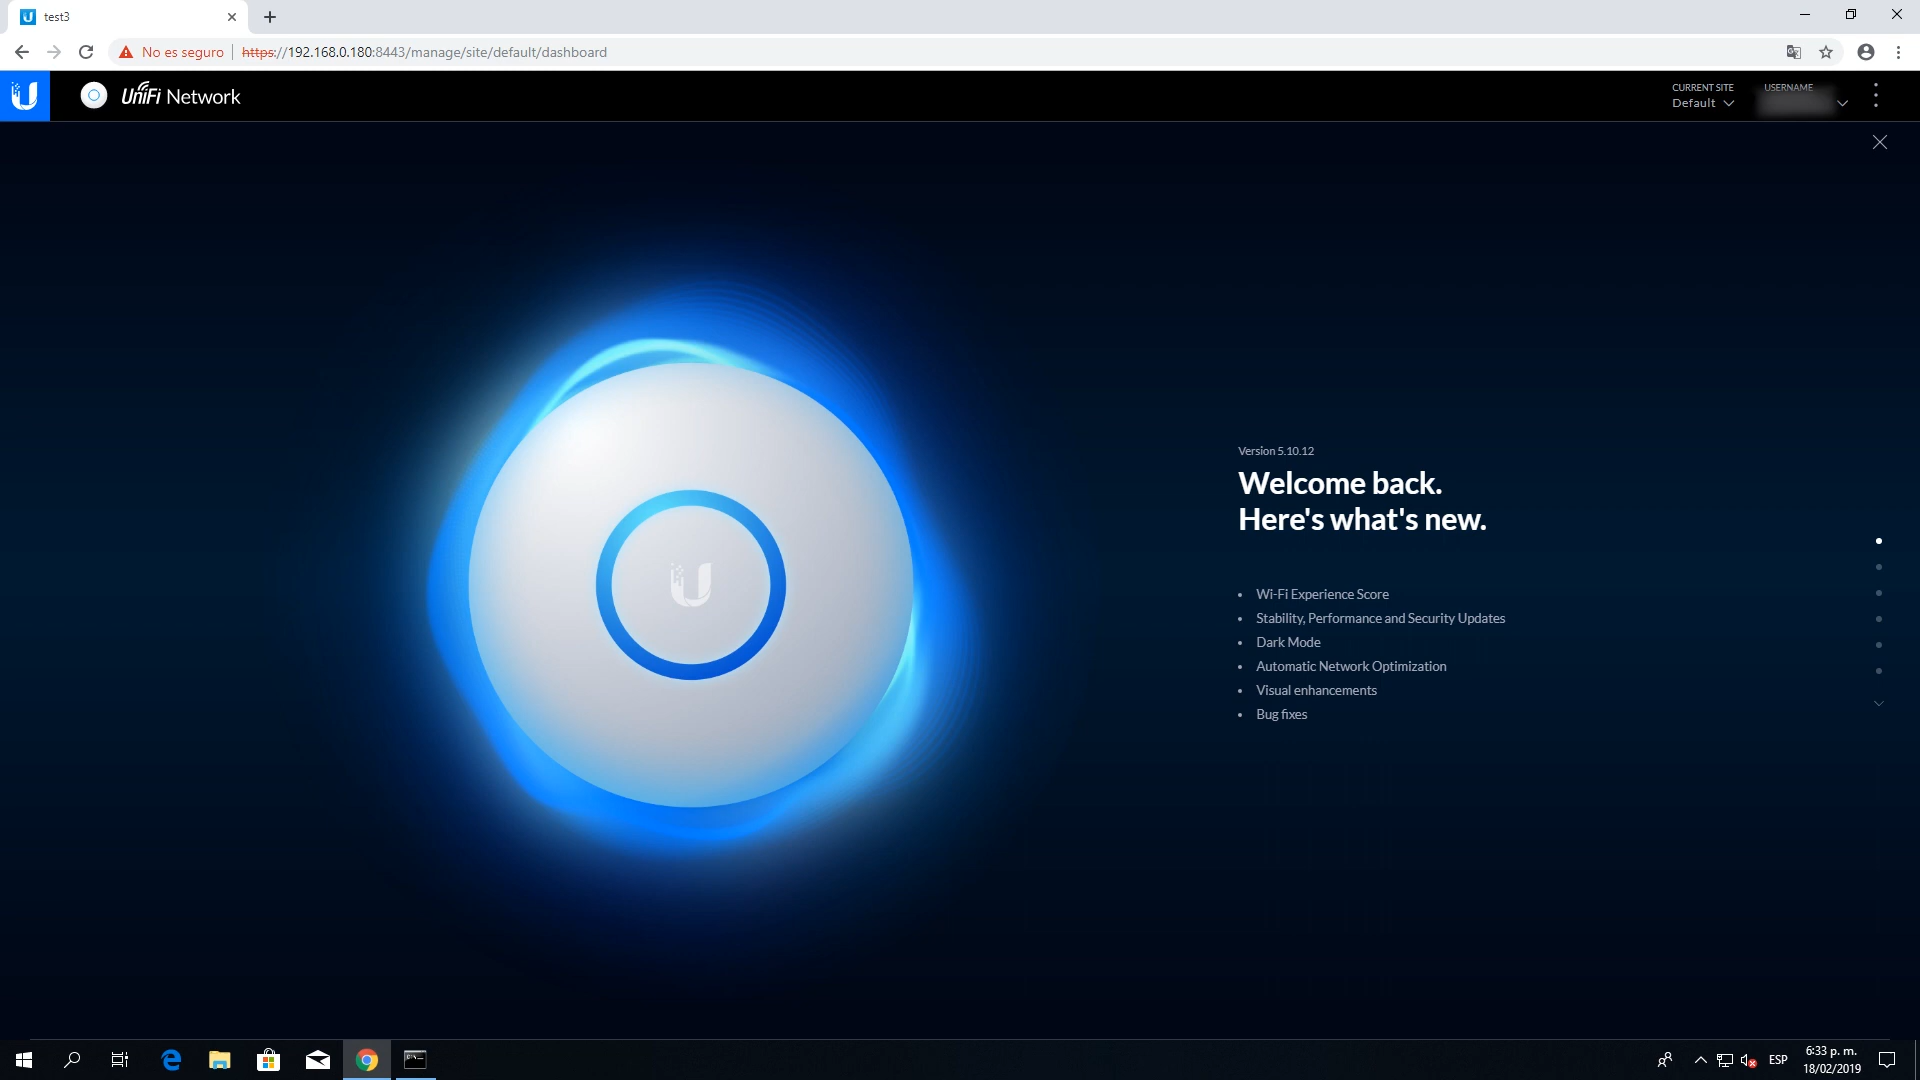 test3
No es seguro
https://192.168.0.180:8443/manage/site/default/dashboard
UniFi Network
CURRENT SITE
Default
USERNAME
Version 5.10.12
Welcome back.
Here's what's new.
• Wi-Fi Experience Score
• Stability, Performance and Security Updates
• Dark Mode
• Automatic Network Optimization
• Visual enhancements
• Bug fixes
ESP
6:33 p. m.
18/02/2019